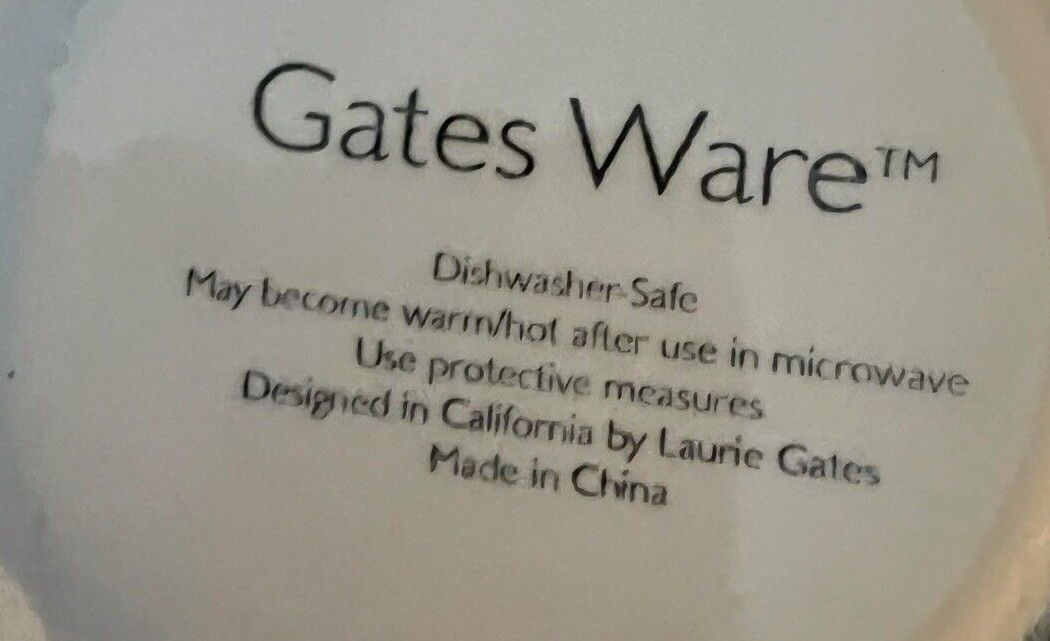 Gates Ware™
Dishwasher-Safe
May become warm/hot after use in microwave
Use protective measures
Designed in California by Laurie Gates
Made in China